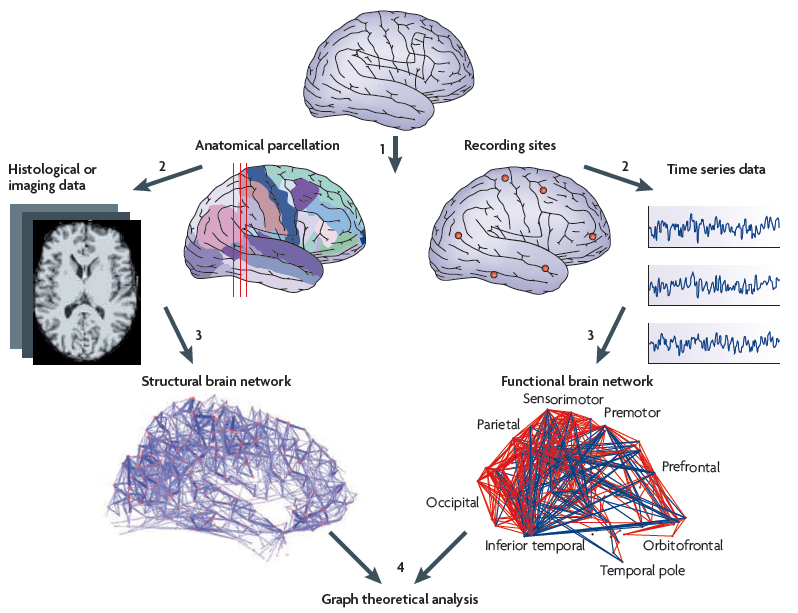 Anatomical parcellation
1
Recording sites
Histological or
imaging data
2
2
Time series data
3
3
Structural brain network
Functional brain network
Sensorimotor
Premotor
Parietal
Prefrontal
Occipital
Inferior temporal
Orbitofrontal
Temporal pole
4
Graph theoretical analysis